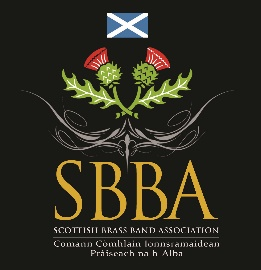 SBBA
SCOTTISH BRASS BAND ASSOCIATION
Comann Còmhlain Ionnsramaidean
Pràiseach na h-Alba